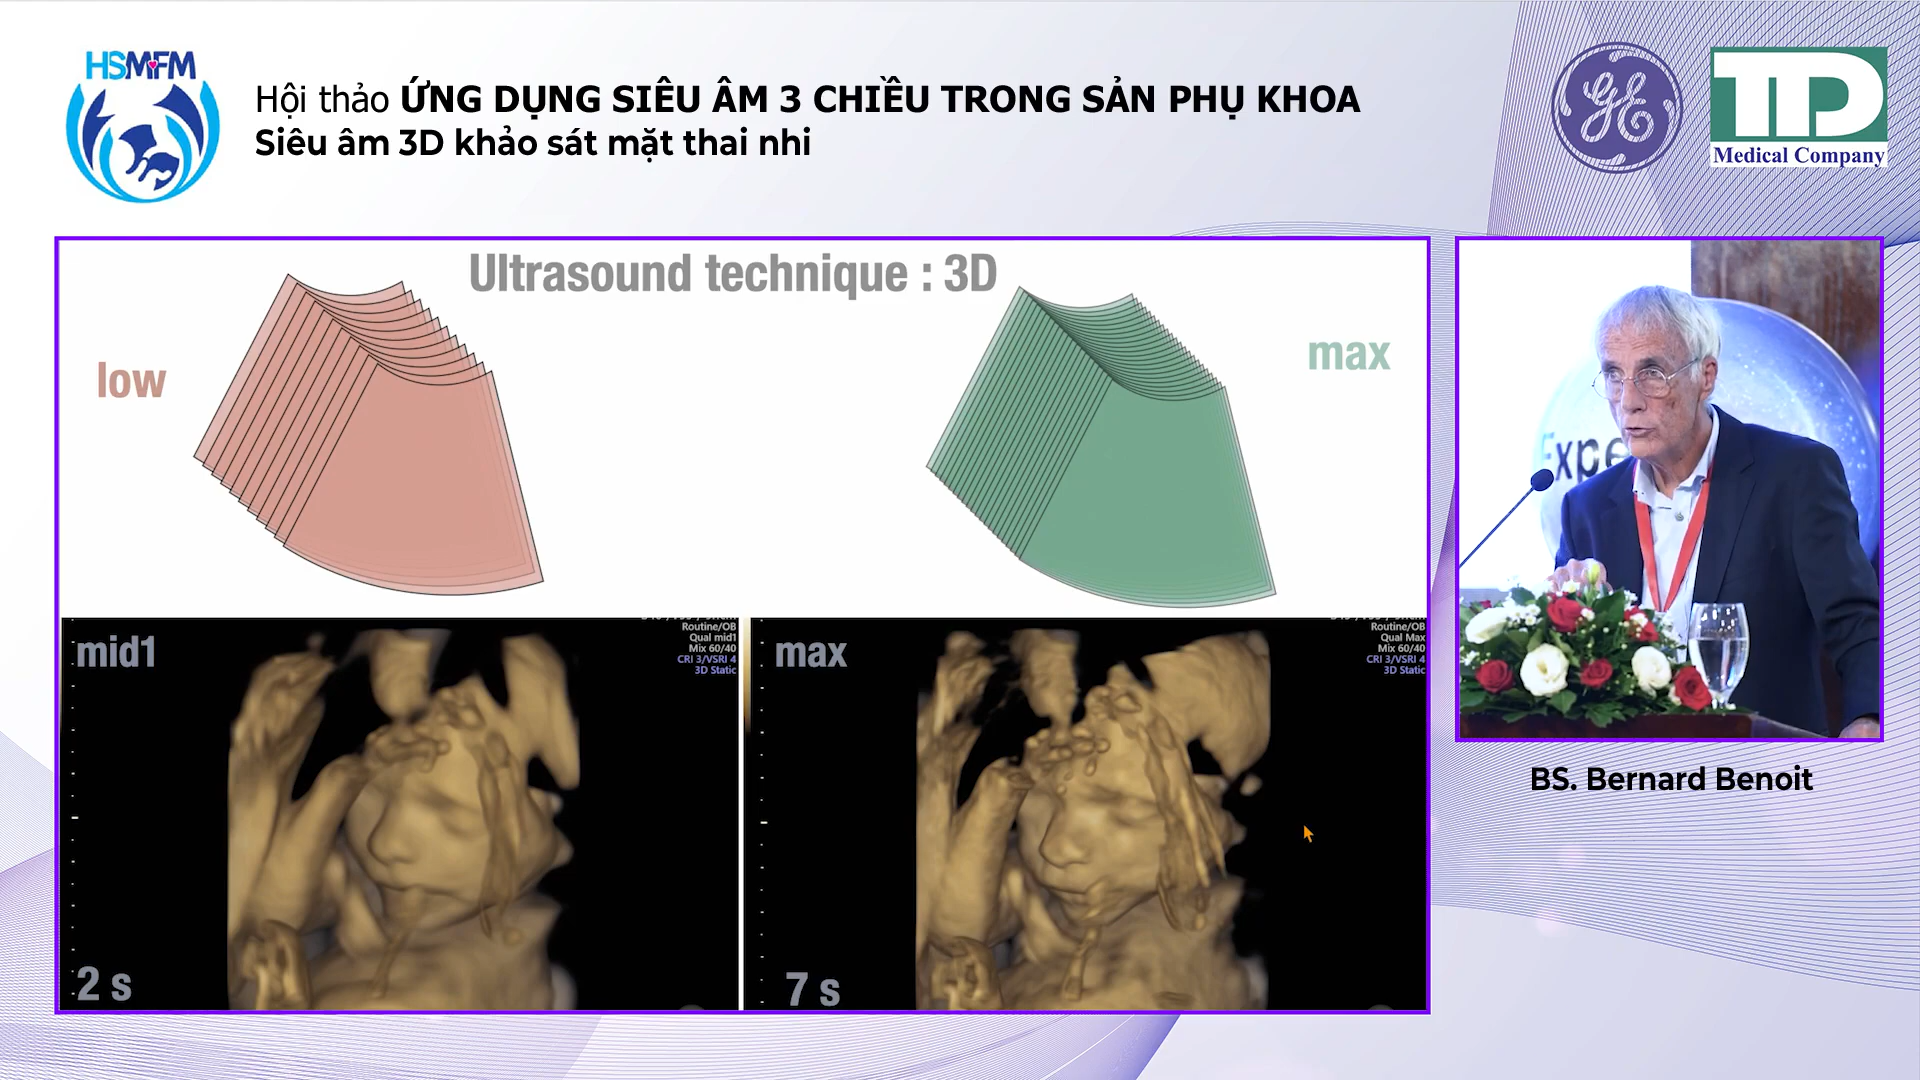 HSMFM
Hội thảo ỨNG DỤNG SIÊU ÂM 3 CHIỀU TRONG SẢN PHỤ KHOA
Siêu âm 3D khảo sát mặt thai nhi
GE
TD
Medical Company
Ultrasound technique : 3D
low
max
mid1
Routine/OB
Qual mid1
Mix 60/40
CRI 3/VSRI 4
3D Static
2 s
max
Routine/OB
Qual Max
Mix 60/40
CRI 3/VSRI 4
3D Static
7 s
Expe
BS. Bernard Benoit